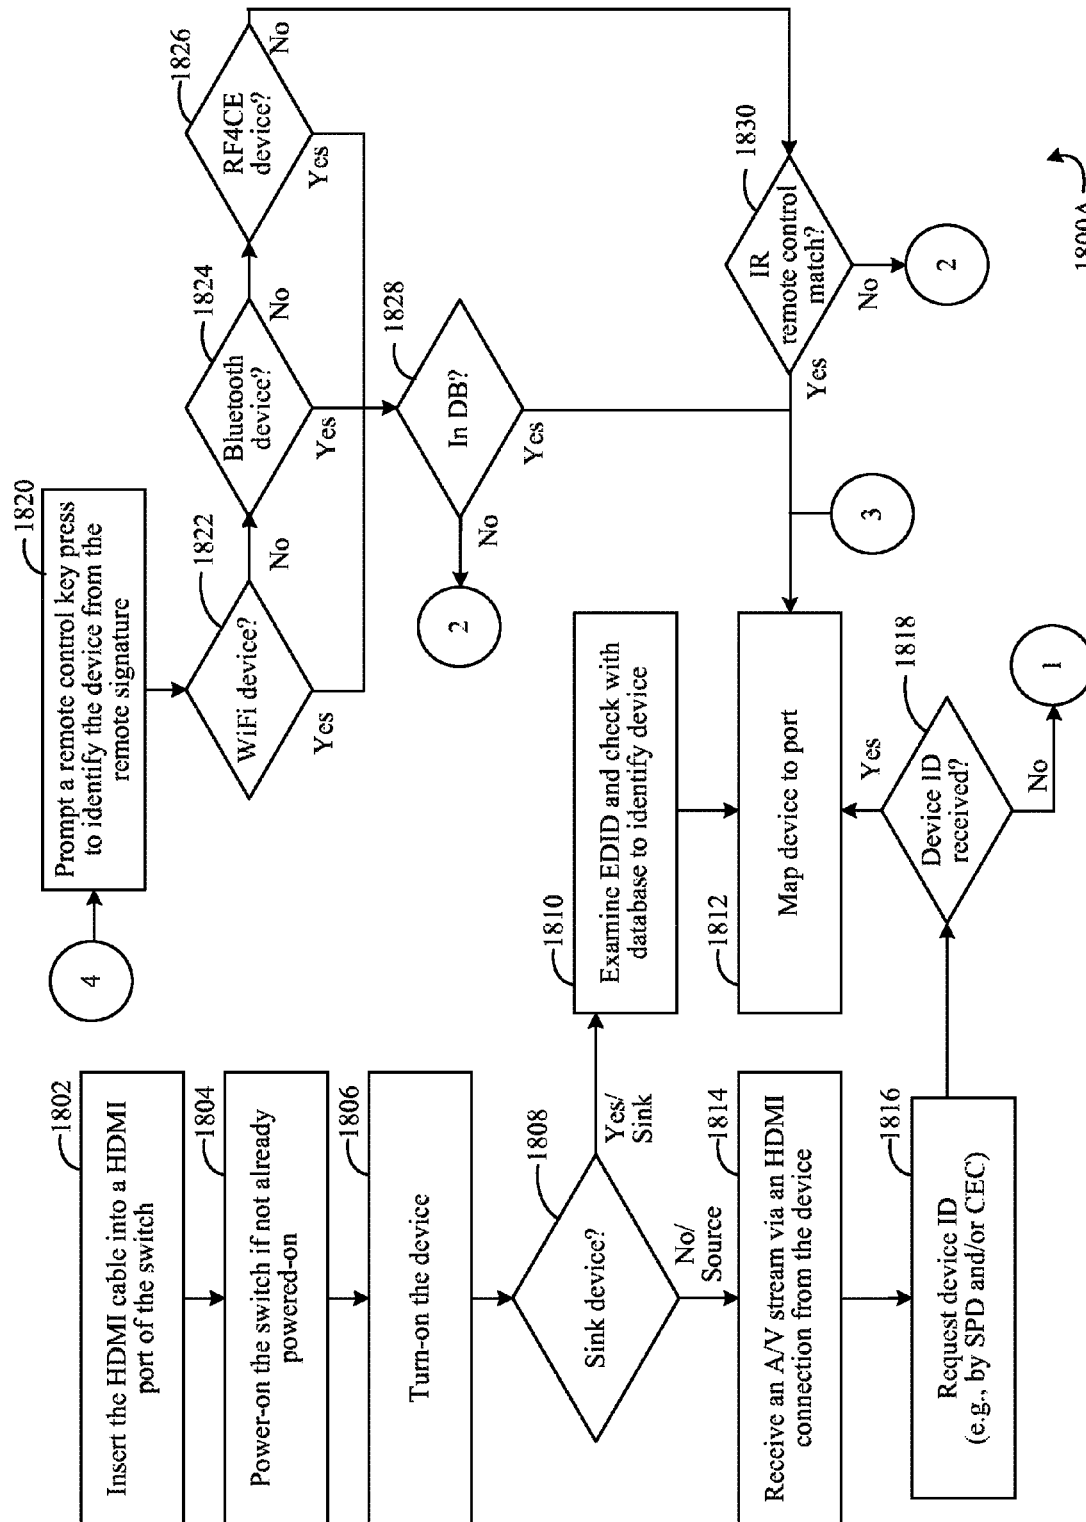 1802
Insert the HDMI cable into a HDMI
port of the switch
1804
Power-on the switch if not already
powered-on
1806
Turn-on the device
1808
Sink device?
Yes/
Sink
No/
Source
1810
Examine EDID and check with
database to identify device
1812
Map device to port
1814
Receive an A/V stream via an HDMI
connection from the device
1816
Request device ID
(e.g., by SPD and/or CEC)
1818
Device ID
received?
Yes
No
1
4
1820
Prompt a remote control key press
to identify the device from the
remote signature
1822
WiFi device?
Yes
No
1824
Bluetooth
device?
Yes
No
1826
RF4CE
device?
Yes
No
1828
In DB?
No
Yes
2
1830
IR
remote control
match?
Yes
No
2
3
1800A